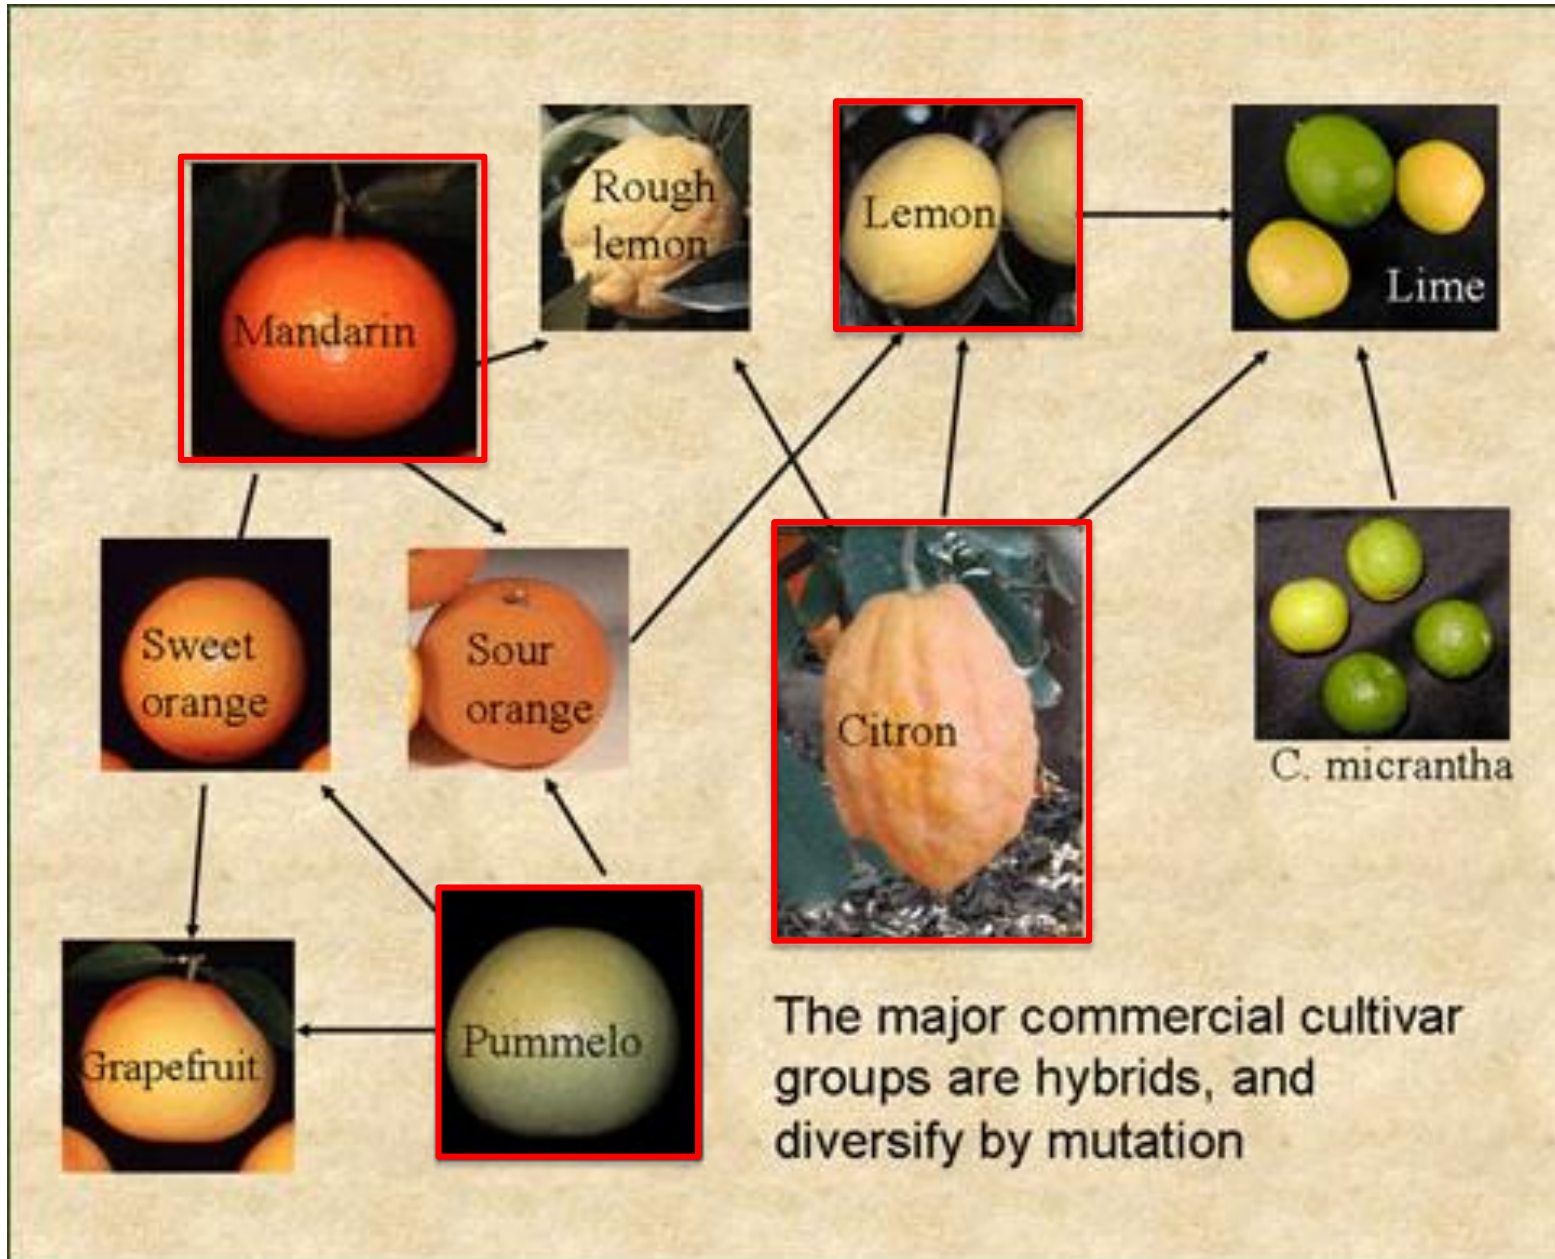 Rough
lemon
Lemon
Lime
Mandarin
Sweet
orange
Sour
orange
Citron
C. micrantha
Grapefruit
Pummelo
The major commercial cultivar
groups are hybrids, and
diversify by mutation